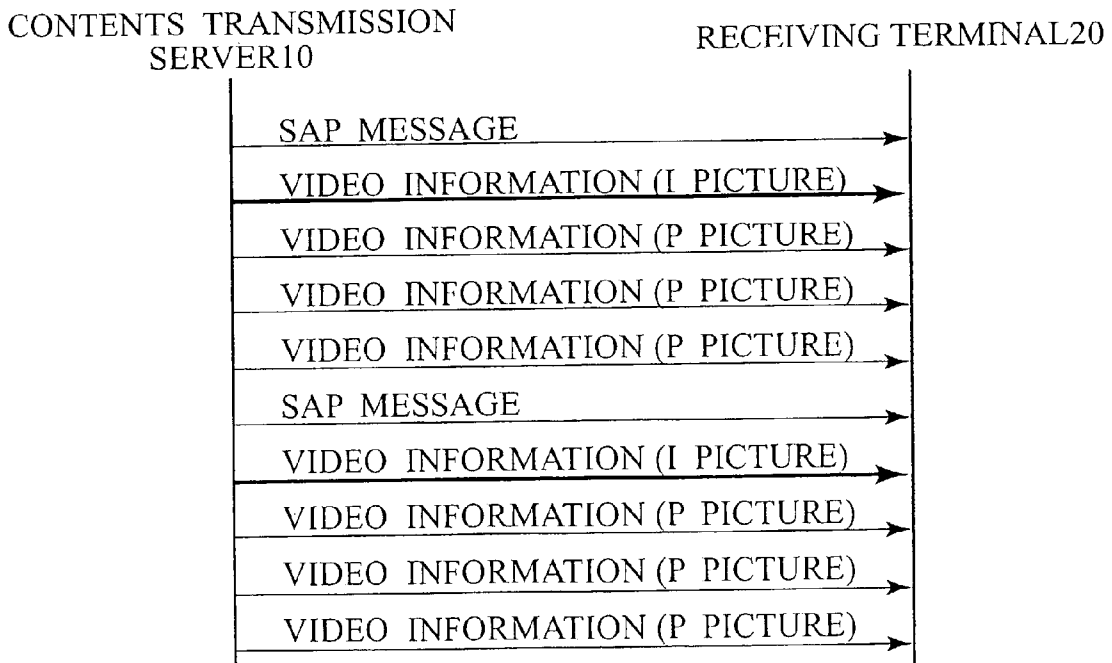 CONTENTS TRANSMISSION
SERVER10
RECEIVING TERMINAL20
SAP MESSAGE
VIDEO INFORMATION (I PICTURE)
VIDEO INFORMATION (P PICTURE)
VIDEO INFORMATION (P PICTURE)
VIDEO INFORMATION (P PICTURE)
SAP MESSAGE
VIDEO INFORMATION (I PICTURE)
VIDEO INFORMATION (P PICTURE)
VIDEO INFORMATION (P PICTURE)
VIDEO INFORMATION (P PICTURE)